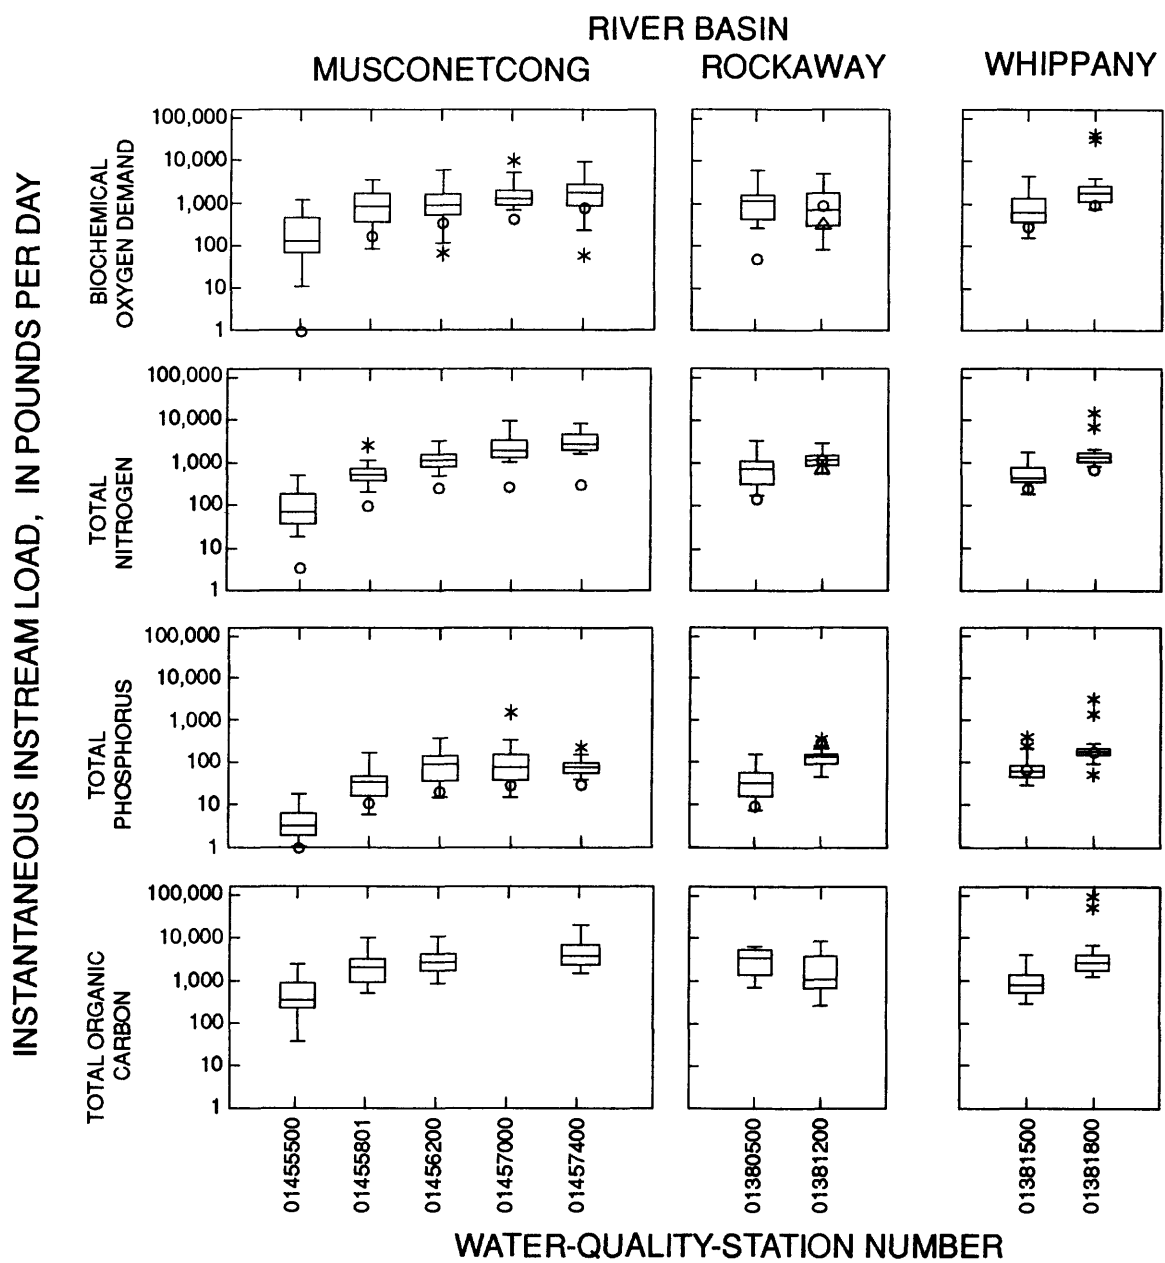 RIVER BASIN
MUSCONETCONG
ROCKAWAY
WHIPPANY
INSTANTANEOUS INSTREAM LOAD, IN POUNDS PER DAY
BIOCHEMICAL
OXYGEN DEMAND
100,000
10,000
1,000
100
10
1
TOTAL
NITROGEN
100,000
10,000
1,000
100
10
1
TOTAL
PHOSPHORUS
100,000
10,000
1,000
100
10
1
TOTAL ORGANIC
CARBON
100,000
10,000
1,000
100
10
1
01455500
01455801
01456200
01457000
01457400
01380500
01381200
01381500
01381800
WATER-QUALITY-STATION NUMBER